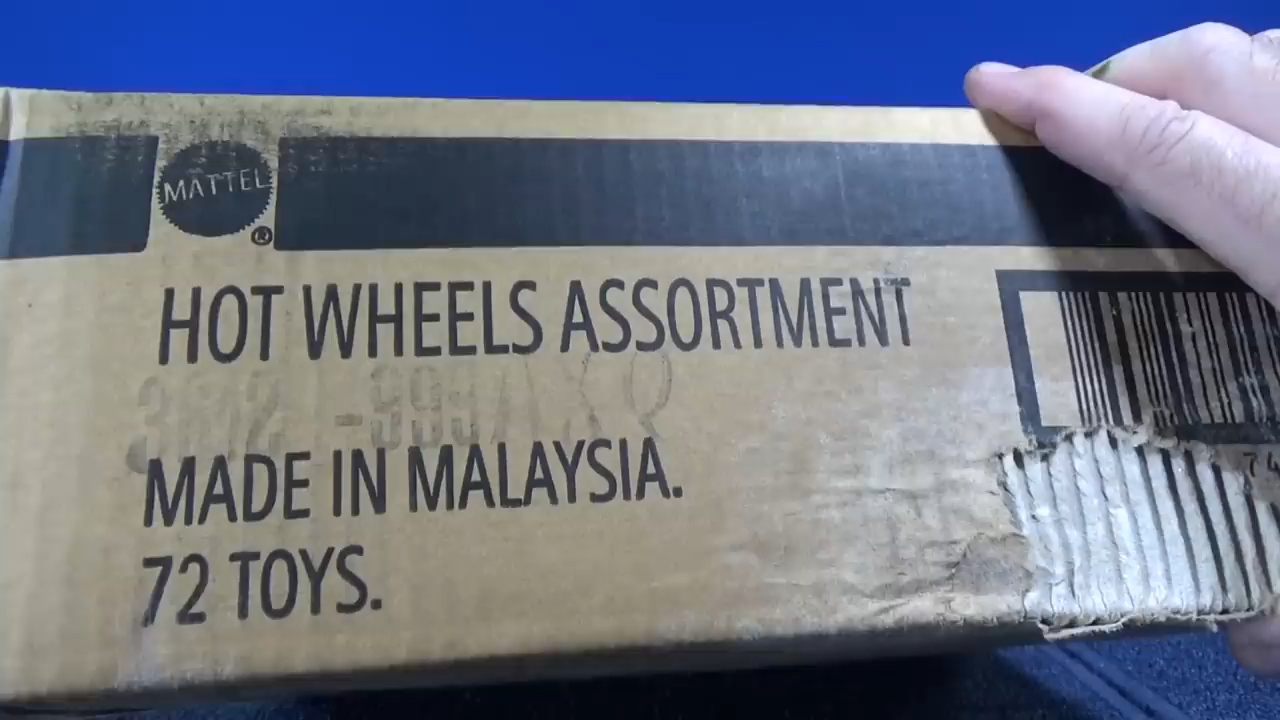 MATTEL
®
HOT WHEELS ASSORTMENT
MADE IN MALAYSIA.
72 TOYS.